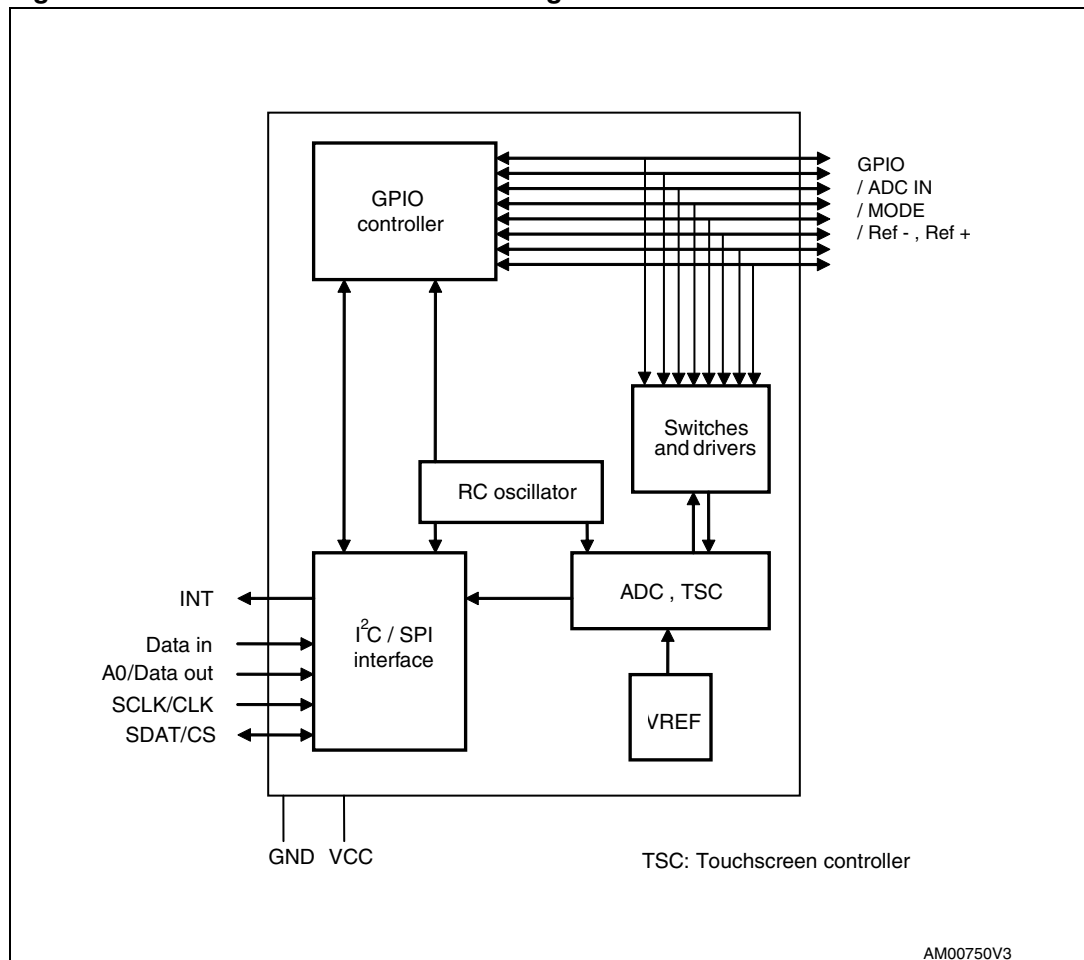 GPIO
controller
GPIO
/ ADC IN
/ MODE
/ Ref - , Ref +
Switches
and drivers
RC oscillator
ADC , TSC
I²C / SPI
interface
VREF
INT
Data in
A0/Data out
SCLK/CLK
SDAT/CS
GND VCC
TSC: Touchscreen controller
AM00750V3